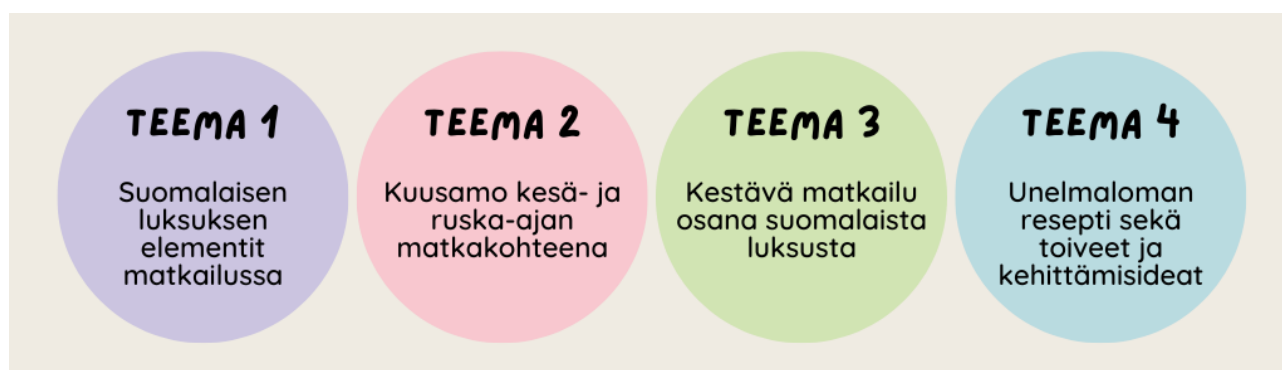 TEEMA 1
Suomalaisen
luksuksen
elementit
matkailussa
TEEMA 2
Kuusamo kesä- ja
ruska-ajan
matkakohteena
TEEMA 3
Kestävä matkailu
osana suomalaista
luksusta
TEEMA 4
Unelmaloman
resepti sekä
toiveet ja
kehittämisideat